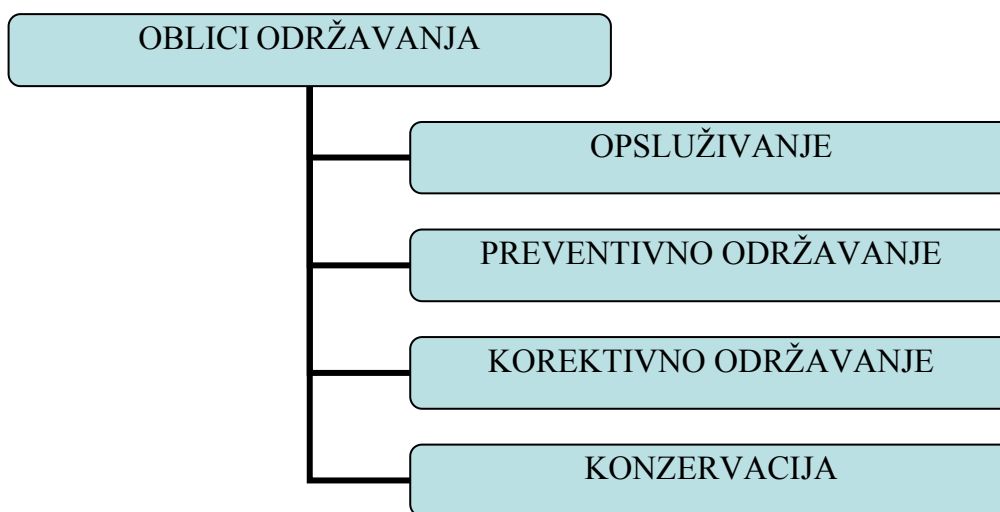 OBLICI ODRŽAVANJA
OPSLUŽIVANJE
PREVENTIVNO ODRŽAVANJE
KOREKTIVNO ODRŽAVANJE
KONZERVACIJA